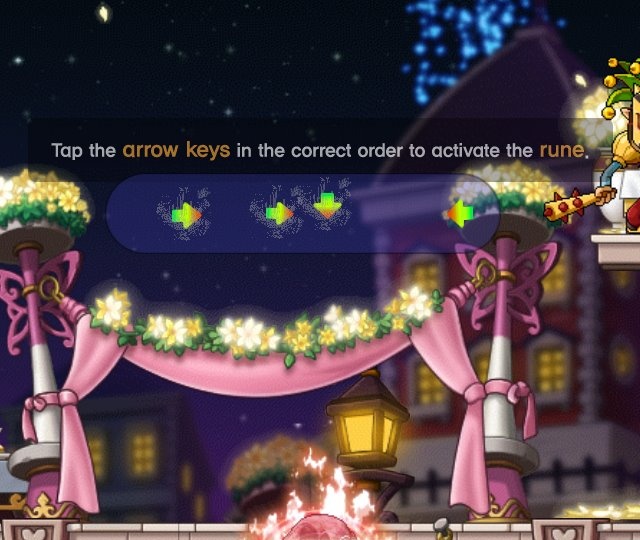 Tap the arrow keys in the correct order to activate the rune.